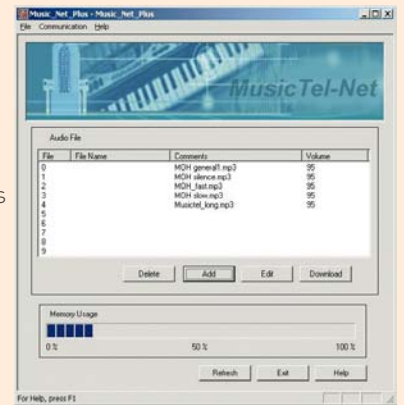 Music_Net_Plus - Music_Net_Plus
File Communication Help
MusicTel-Net
Audio File
File File Name Comments Volume
0 MOH general1.mp3 95
1 MOH silence.mp3 95
2 MOH_fast.mp3 95
3 MOH slow.mp3 95
4 Musictel_long.mp3 95
5
6
7
8
9
s
Delete Add Edit Download
Memory Usage
0 % 50 % 100 %
Refresh Exit Help
For Help, press F1